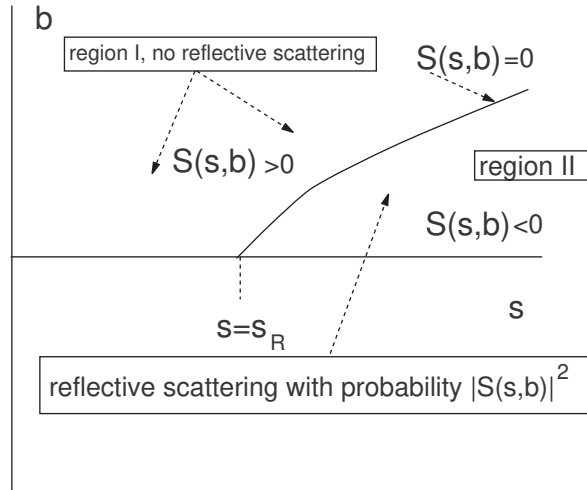 b
region I, no reflective scattering
S(s,b)=0
S(s,b) >0
region II
S(s,b) <0
s
s=s_R
reflective scattering with probability |S(s,b)|^2